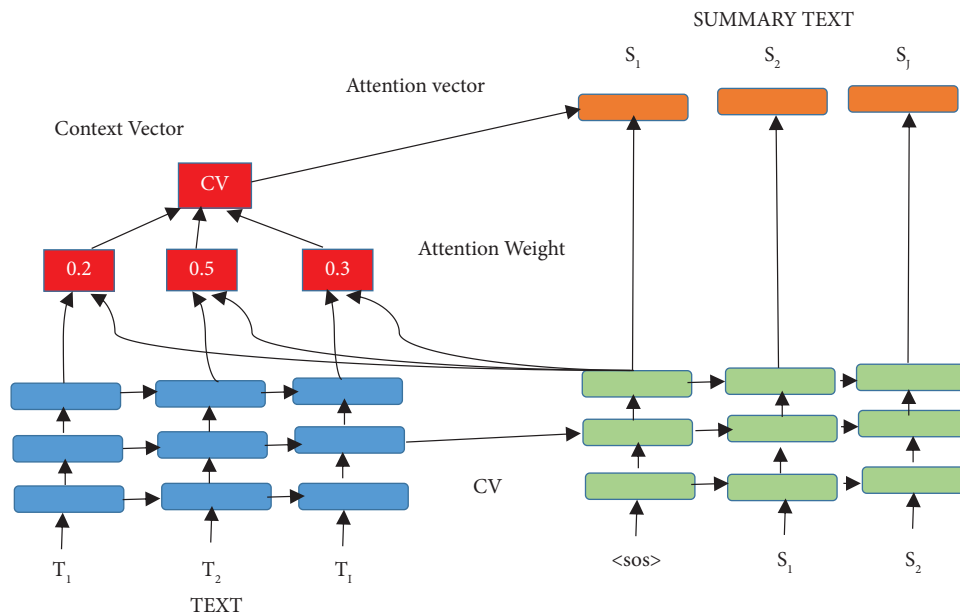 SUMMARY TEXT
S₁ S₂ Sⱼ
Attention vector
Context Vector
CV
Attention Weight
0.2 0.5 0.3
CV
T₁ T₂ T_I <sos> S₁ S₂
TEXT